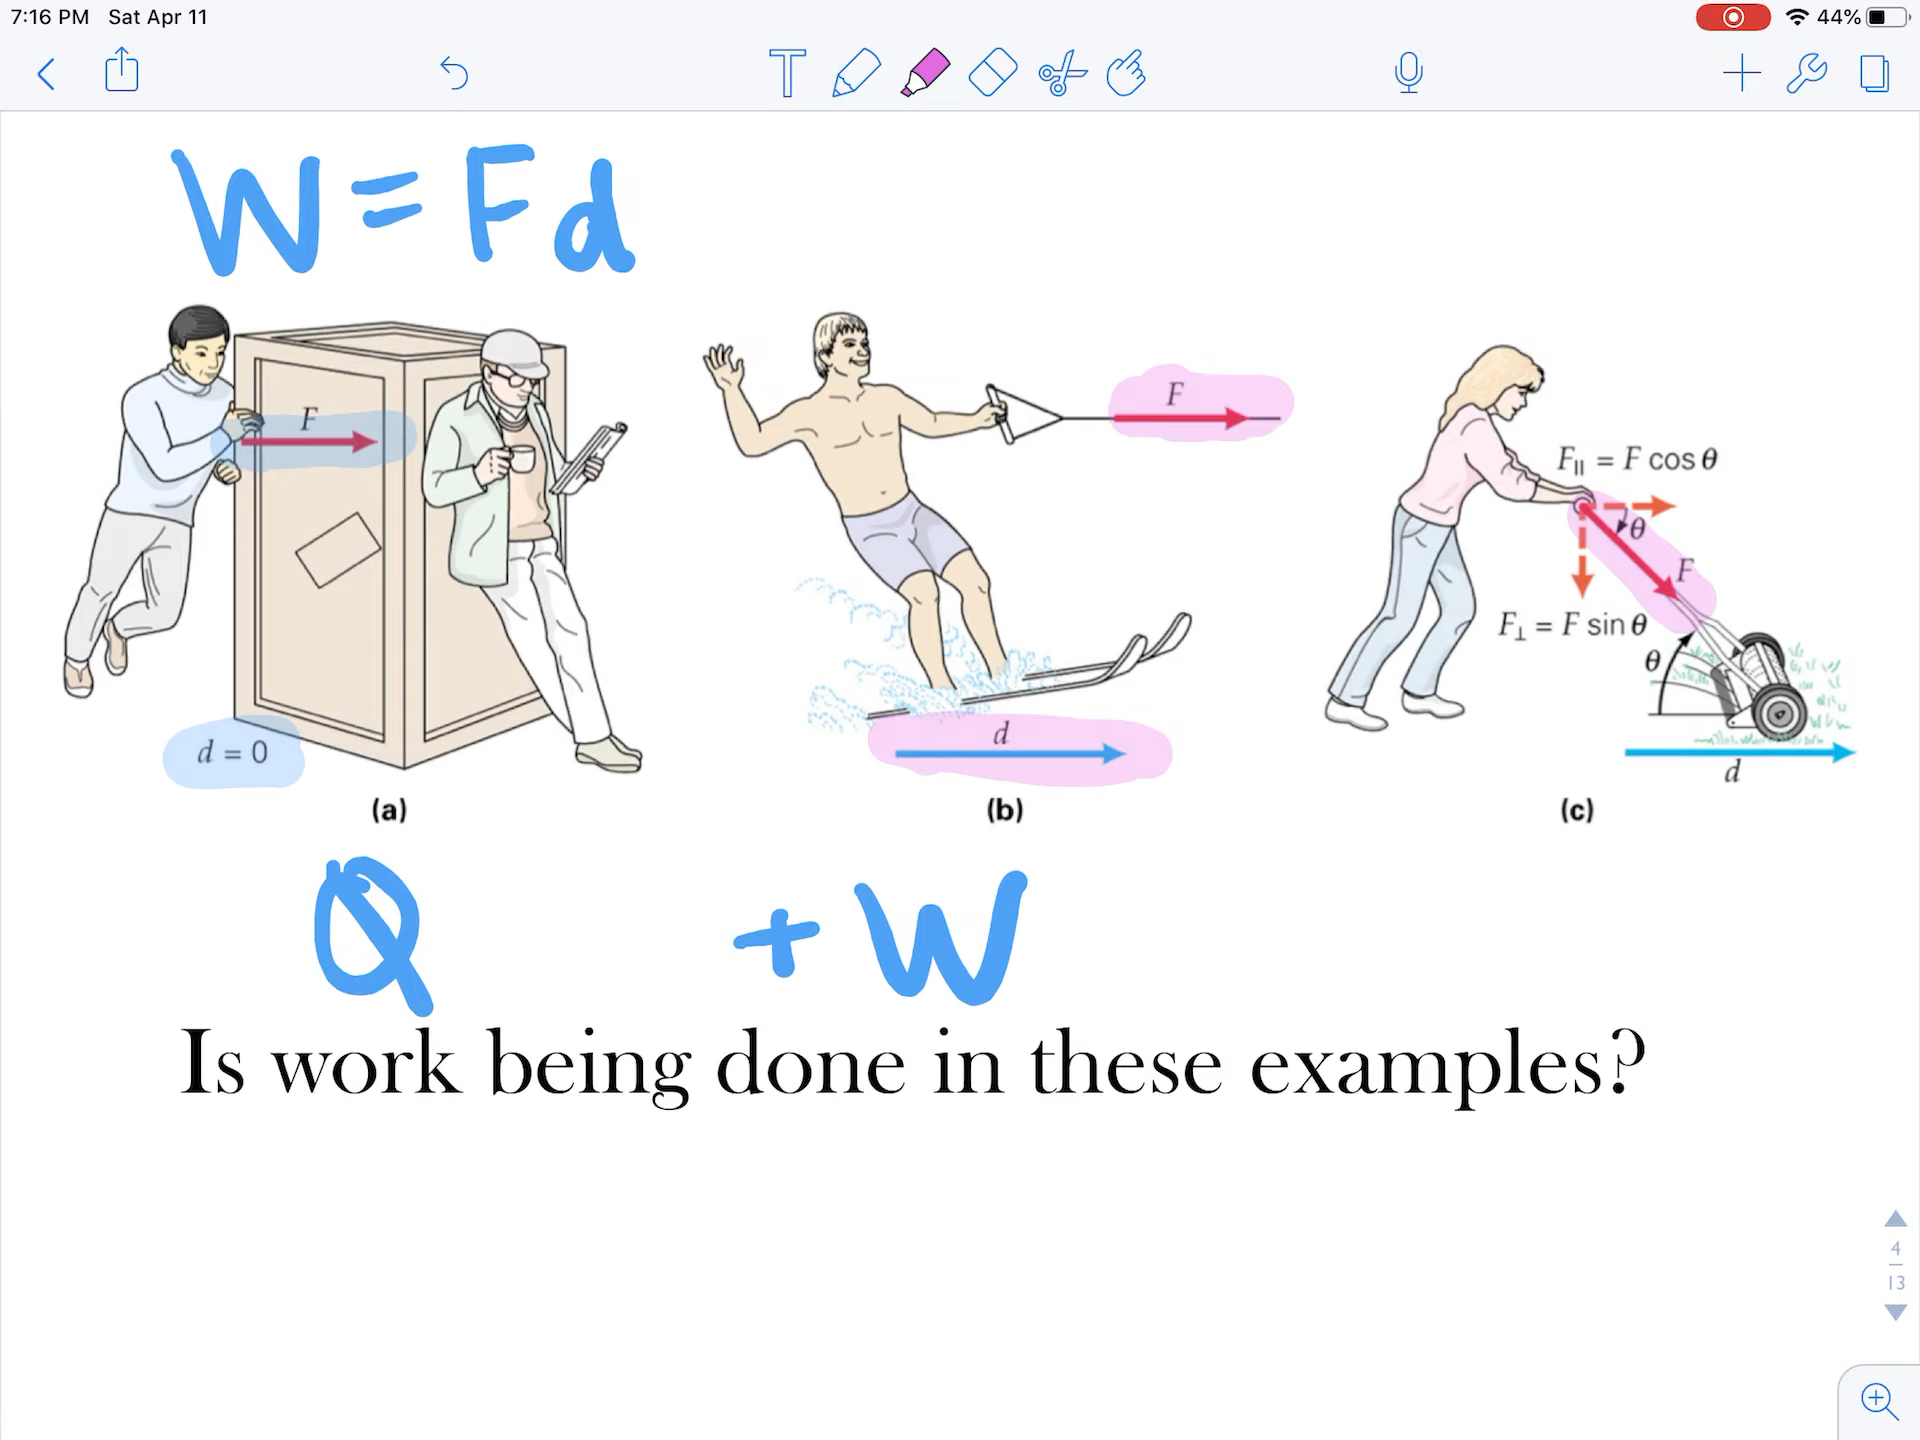 7:16 PM Sat Apr 11
44%
T
W = Fd
F
d = 0
(a)
F
d
(b)
F|| = F cos θ
θ
F
F⊥ = F sin θ
θ
d
(c)
Ø
+ W
Is work being done in these examples?
4
13